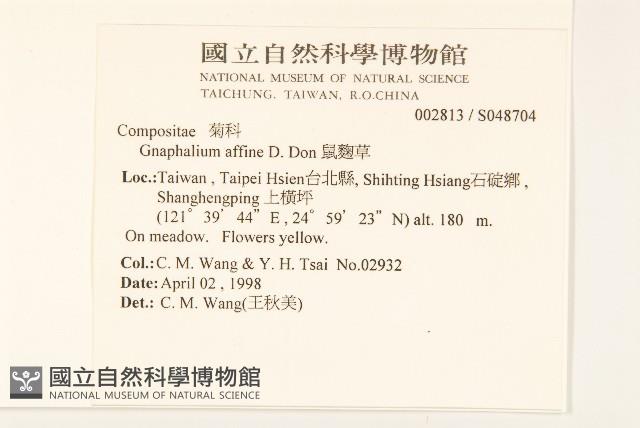 國立自然科學博物館
NATIONAL MUSEUM OF NATURAL SCIENCE
TAICHUNG. TAIWAN, R.O.CHINA
002813 / S048704
Compositae 菊科
Gnaphalium affine D. Don 鼠麴草
Loc.:Taiwan , Taipei Hsien台北縣, Shihting Hsiang石碇鄉 ,
Shanghengping 上橫坪
(121° 39’ 44” E , 24° 59’ 23” N) alt. 180 m.
On meadow. Flowers yellow.
Col.: C. M. Wang & Y. H. Tsai No.02932
Date: April 02 , 1998
Det.: C. M. Wang(王秋美)
國立自然科學博物館
NATIONAL MUSEUM OF NATURAL SCIENCE